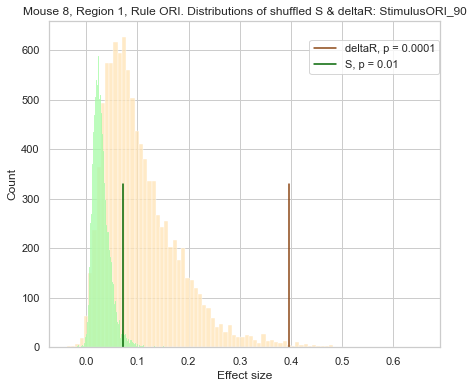 Mouse 8, Region 1, Rule ORI. Distributions of shuffled S & deltaR: StimulusORI_90
deltaR, p = 0.0001
S, p = 0.01
600
500
400
300
200
100
0
Count
0.0 0.1 0.2 0.3 0.4 0.5 0.6
Effect size